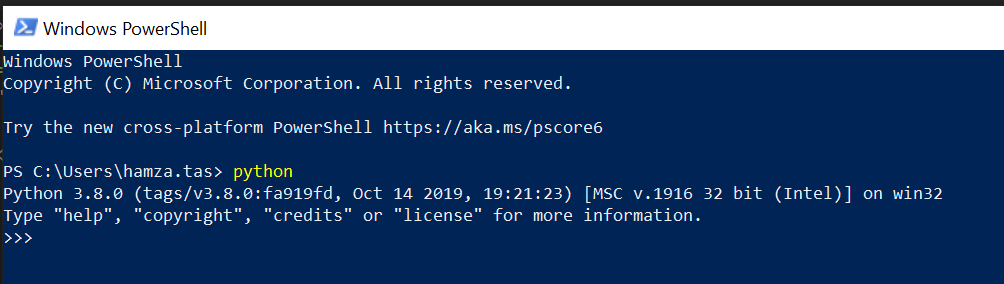 Windows PowerShell
Windows PowerShell
Copyright (C) Microsoft Corporation. All rights reserved.
Try the new cross-platform PowerShell https://aka.ms/pscore6
PS C:\Users\hamza.tas> python
Python 3.8.0 (tags/v3.8.0:fa919fd, Oct 14 2019, 19:21:23) [MSC v.1916 32 bit (Intel)] on win32
Type "help", "copyright", "credits" or "license" for more information.
>>>